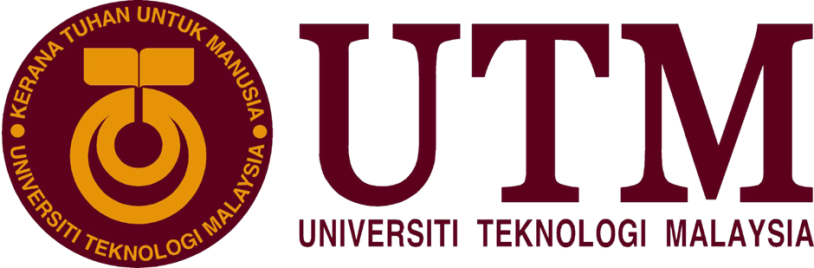 KERANA TUHAN UNTUK MANUSIA
UNIVERSITI TEKNOLOGI MALAYSIA
UTM
UNIVERSITI TEKNOLOGI MALAYSIA